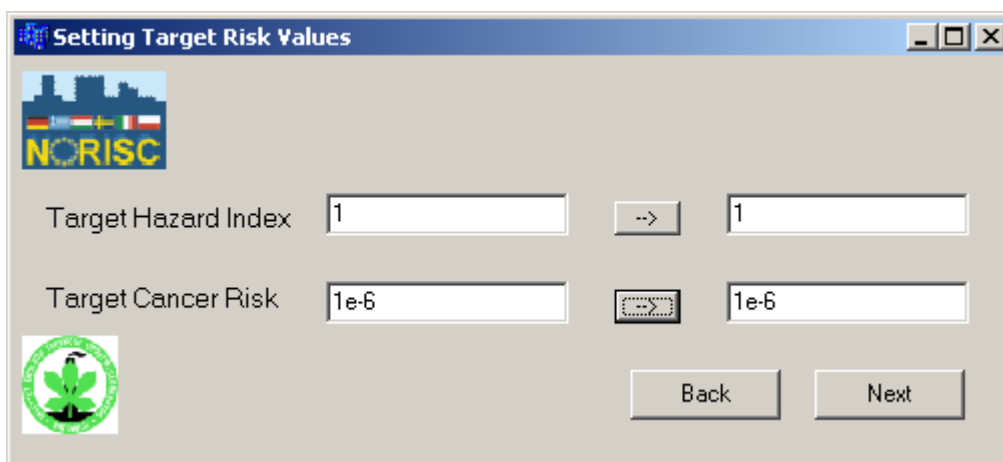 Setting Target Risk Values
NORISC
Target Hazard Index 1 --> 1
Target Cancer Risk 1e-6 --> 1e-6
Back Next